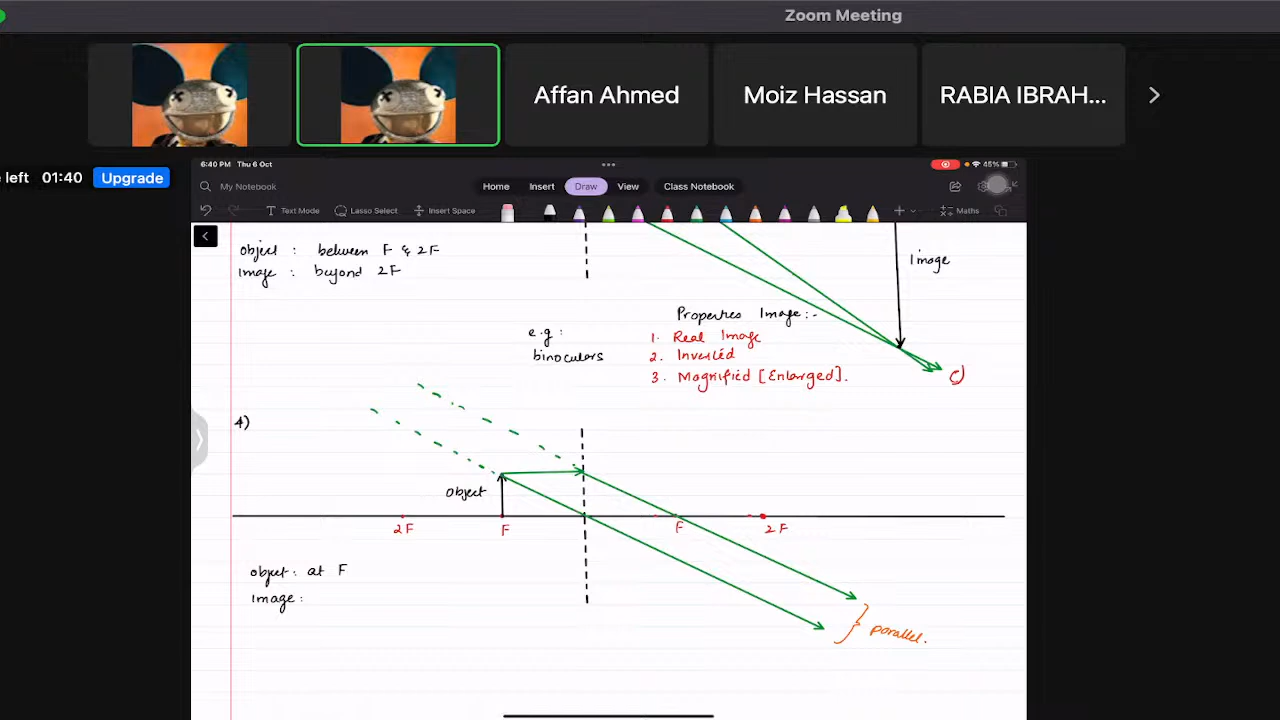 Zoom Meeting
Affan Ahmed
Moiz Hassan
RABIA IBRAH...
left 01:40 Upgrade
6:40 PM Thu 6 Oct
45%
My Notebook
Home Insert Draw View Class Notebook
Text Mode Lasso Select Insert Space
Maths
object : between F & 2F
Image : beyond 2F
Image
e.g:
binoculars
Properties Image:-
1. Real Image
2. Inverted
3. Magnified [Enlarged].
4)
object
2F F F 2F
object: at F
Image:
parallel.